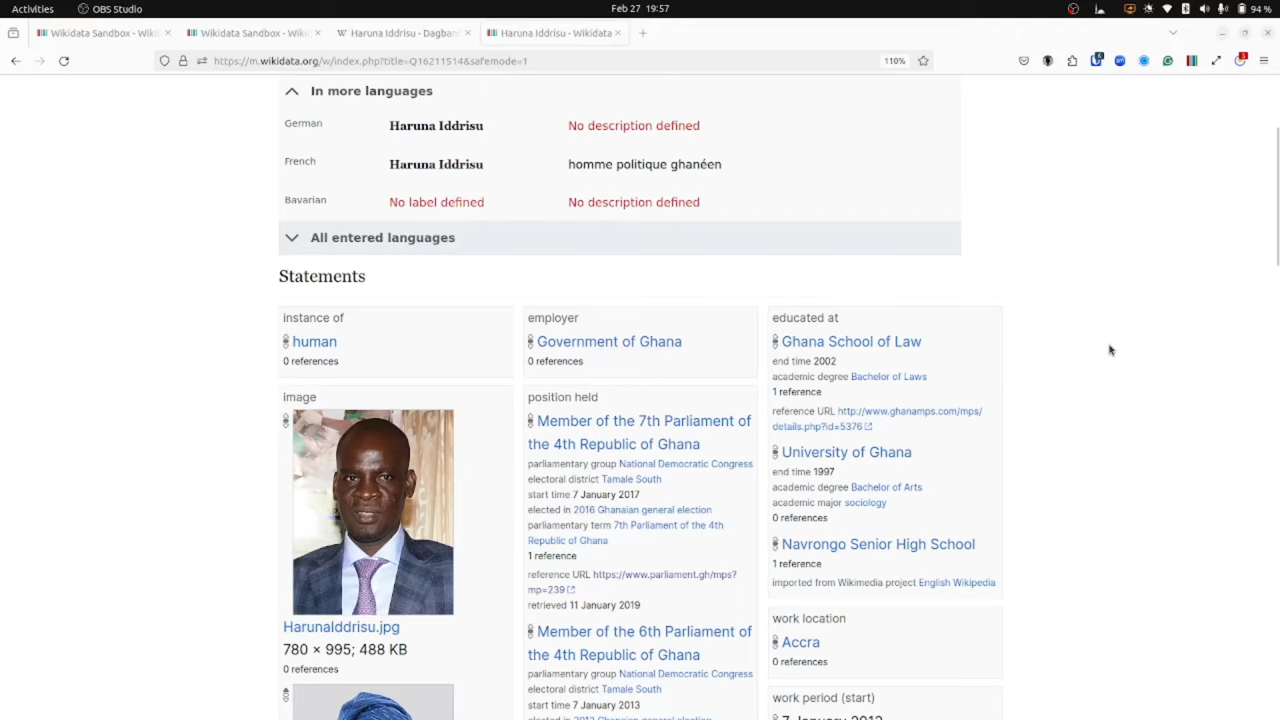 Activities
OBS Studio
Feb 27 19:57
94 %
Wikidata Sandbox - Wiki
Wikidata Sandbox - Wiki
Haruna Iddrisu - Dagban
Haruna Iddrisu - Wikidata
https://m.wikidata.org/w/index.php?title=Q16211514&safemode=1
110%
In more languages
German Haruna Iddrisu No description defined
French Haruna Iddrisu homme politique ghanéen
Bavarian No label defined No description defined
All entered languages
Statements
instance of
human
0 references
image
HarunaIddrisu.jpg
780 × 995; 488 KB
0 references
employer
Government of Ghana
0 references
position held
Member of the 7th Parliament of
the 4th Republic of Ghana
parliamentary group National Democratic Congress
electoral district Tamale South
start time 7 January 2017
elected in 2016 Ghanaian general election
parliamentary term 7th Parliament of the 4th
Republic of Ghana
1 reference
reference URL https://www.parliament.gh/mps?
mp=239
retrieved 11 January 2019
Member of the 6th Parliament of
the 4th Republic of Ghana
parliamentary group National Democratic Congress
electoral district Tamale South
start time 7 January 2013
elected in 2012 Ghanaian general election
educated at
Ghana School of Law
end time 2002
academic degree Bachelor of Laws
1 reference
reference URL http://www.ghanamps.com/mps/
details.php?id=5376
University of Ghana
end time 1997
academic degree Bachelor of Arts
academic major sociology
0 references
Navrongo Senior High School
1 reference
imported from Wikimedia project English Wikipedia
work location
Accra
0 references
work period (start)
7 January 2013